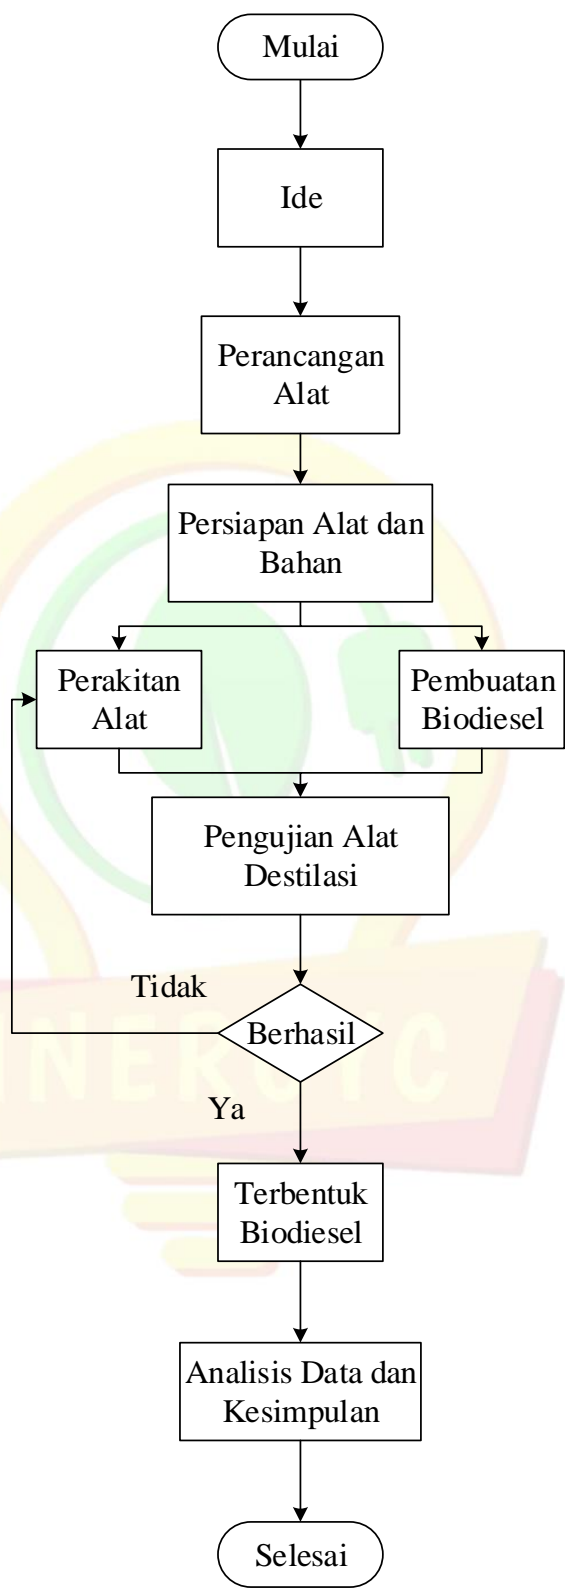 Mulai
Ide
Perancangan
Alat
Persiapan Alat dan
Bahan
Perakitan
Alat
Pembuatan
Biodiesel
Pengujian Alat
Destilasi
Tidak
Berhasil
Ya
Terbentuk
Biodiesel
Analisis Data dan
Kesimpulan
Selesai